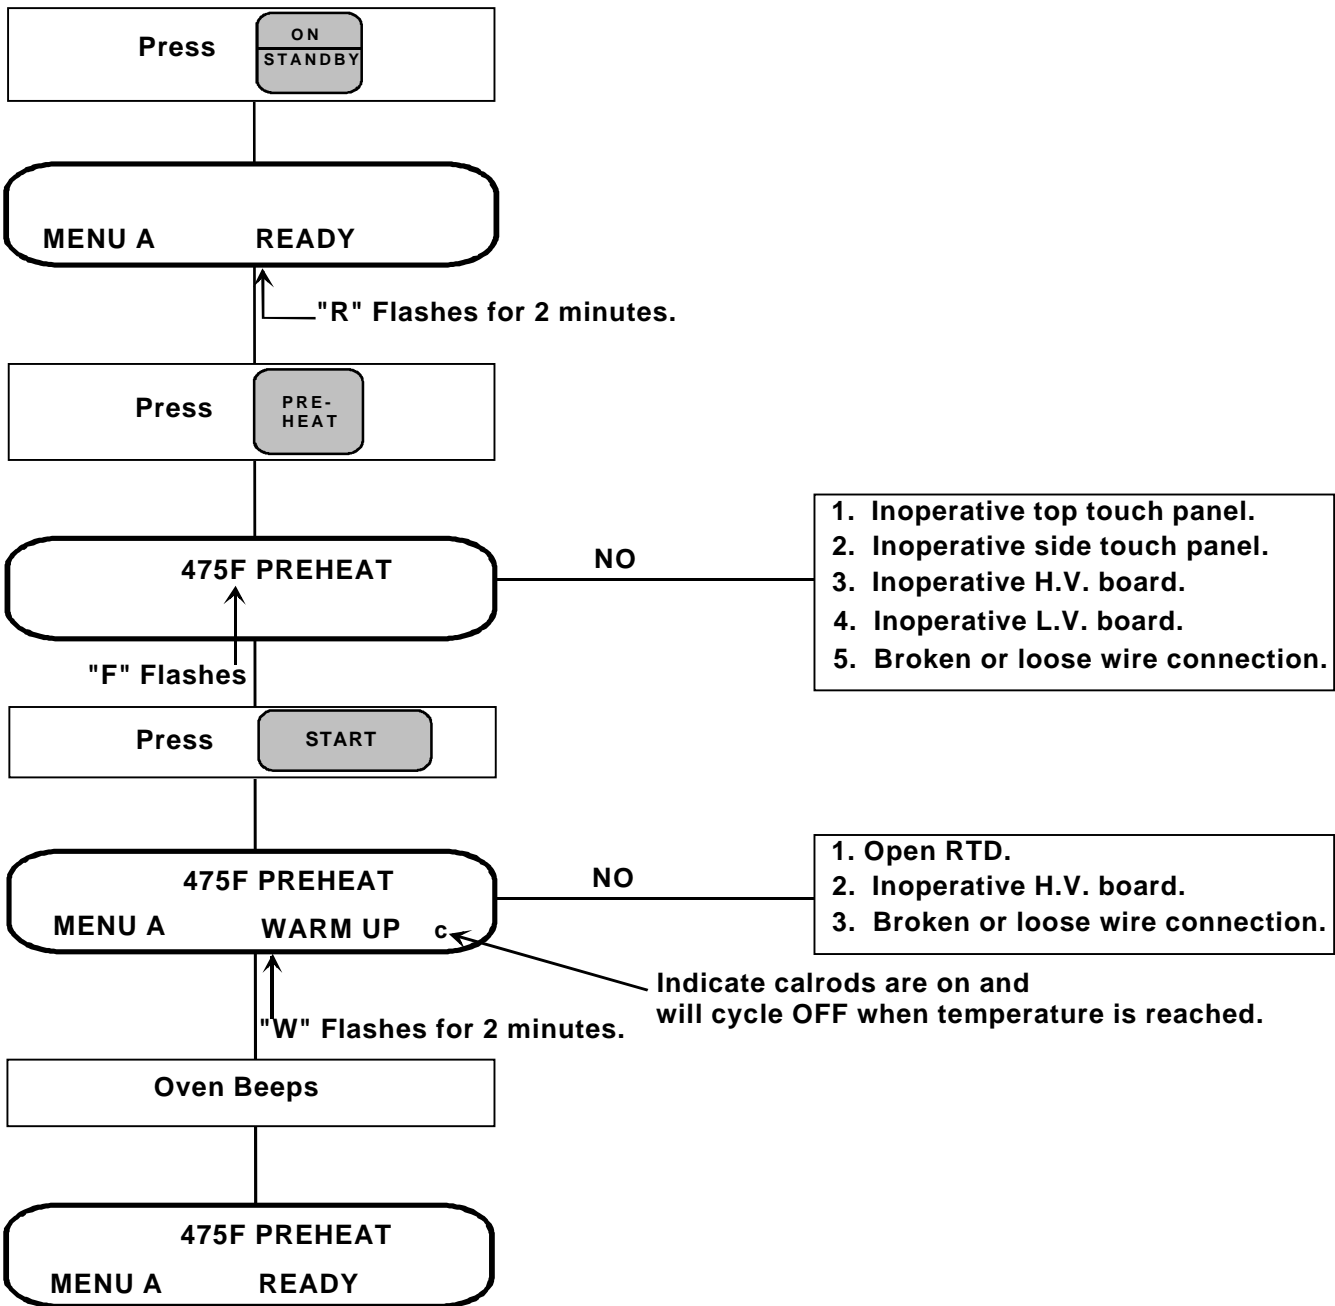 Press ON
STANDBY
MENU A READY
"R" Flashes for 2 minutes.
Press PRE-
HEAT
475F PREHEAT
"F" Flashes
NO
1. Inoperative top touch panel.
2. Inoperative side touch panel.
3. Inoperative H.V. board.
4. Inoperative L.V. board.
5. Broken or loose wire connection.
Press START
475F PREHEAT
MENU A WARM UP c
NO
1. Open RTD.
2. Inoperative H.V. board.
3. Broken or loose wire connection.
Indicate calrods are on and
will cycle OFF when temperature is reached.
"W" Flashes for 2 minutes.
Oven Beeps
475F PREHEAT
MENU A READY